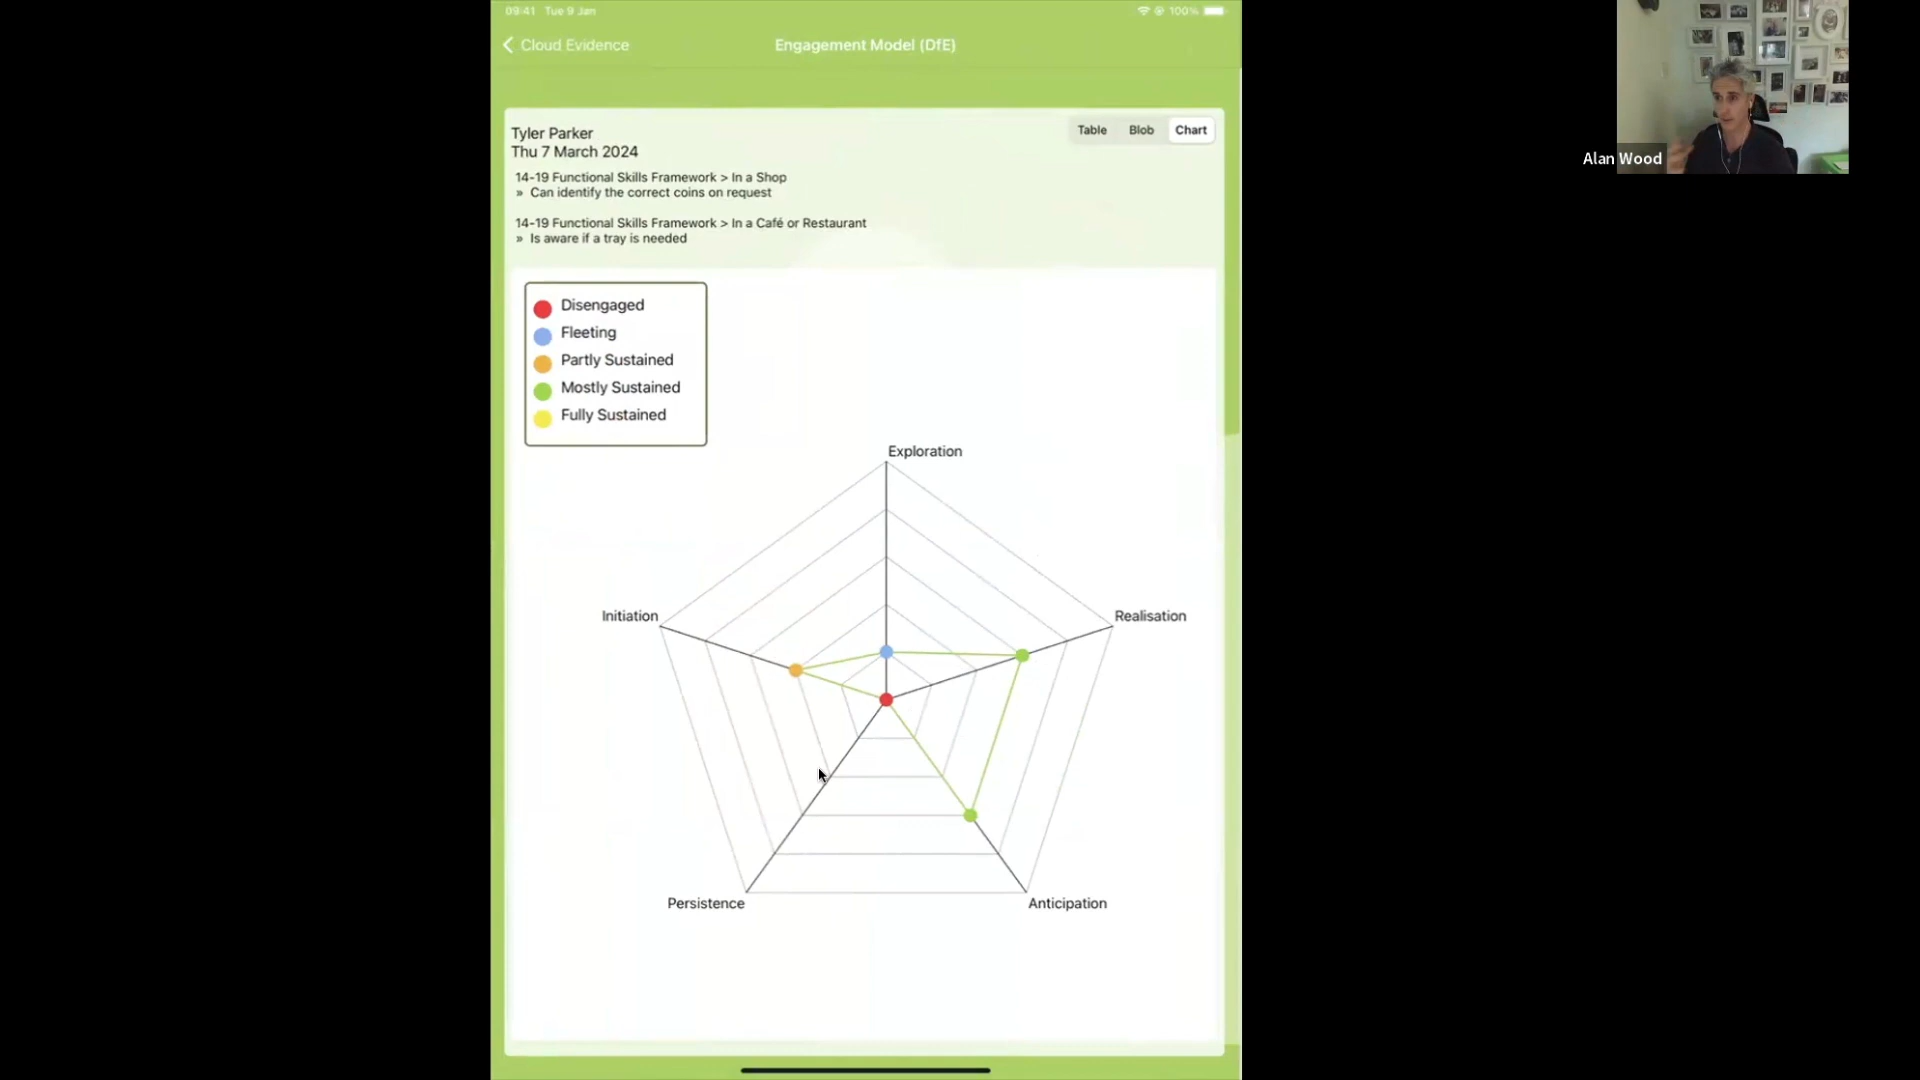 09:41 Tue 9 Jan
100%
Cloud Evidence
Engagement Model (DfE)
Tyler Parker
Thu 7 March 2024
Table Blob Chart
14-19 Functional Skills Framework > In a Shop
» Can identify the correct coins on request
14-19 Functional Skills Framework > In a Café or Restaurant
» Is aware if a tray is needed
Disengaged
Fleeting
Partly Sustained
Mostly Sustained
Fully Sustained
Exploration
Initiation
Realisation
Persistence
Anticipation
Alan Wood